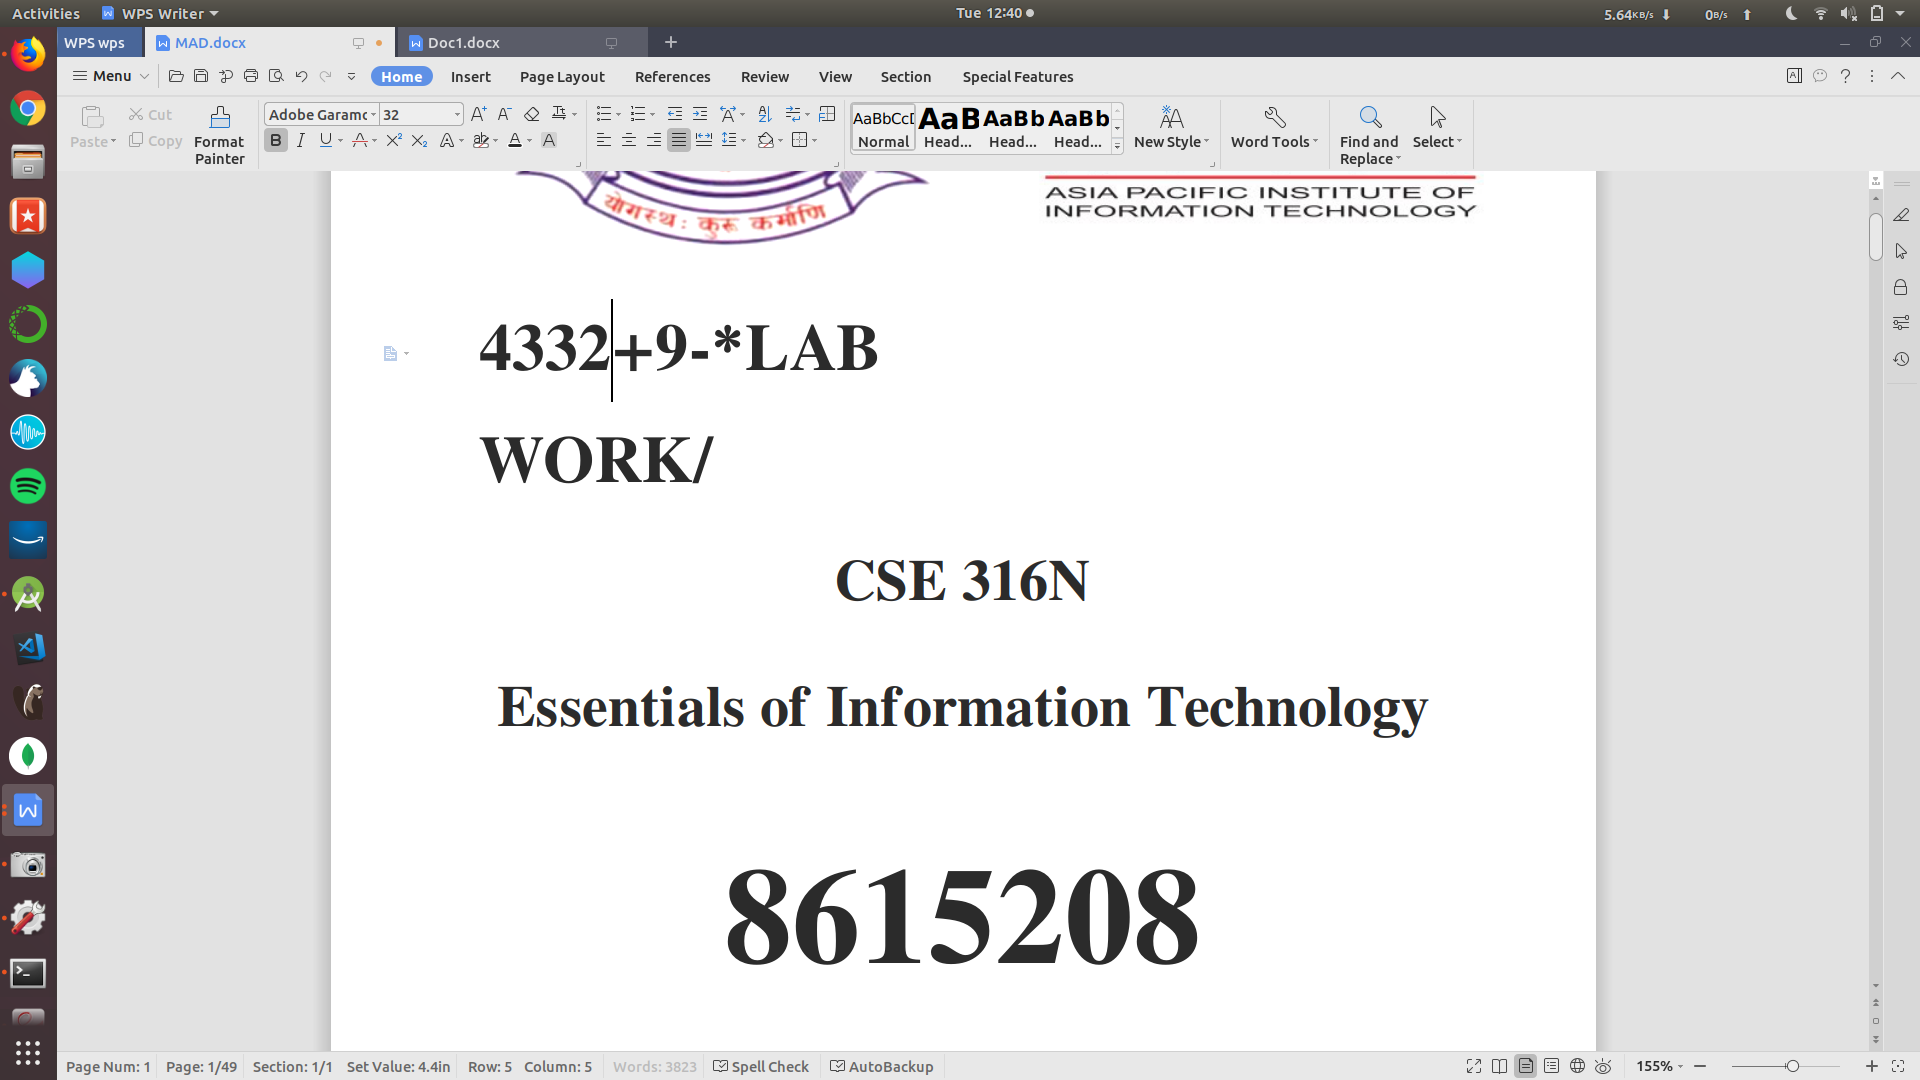 Activities WPS Writer Tue 12:40 5.64KB/s 0B/s
WPS wps MAD.docx Doc1.docx
Menu Home Insert Page Layout References Review View Section Special Features
Paste Cut Copy Format Painter Adobe Garamc 32 AaBbCcI Normal AaB Head... AaBb Head... AaBb Head... New Style Word Tools Find and Replace Select
योगस्थः कुरु कर्माणि
ASIA PACIFIC INSTITUTE OF
INFORMATION TECHNOLOGY
4332+9-*LAB
WORK/
CSE 316N
Essentials of Information Technology
8615208
Page Num: 1 Page: 1/49 Section: 1/1 Set Value: 4.4in Row: 5 Column: 5 Words: 3823 Spell Check AutoBackup 155%